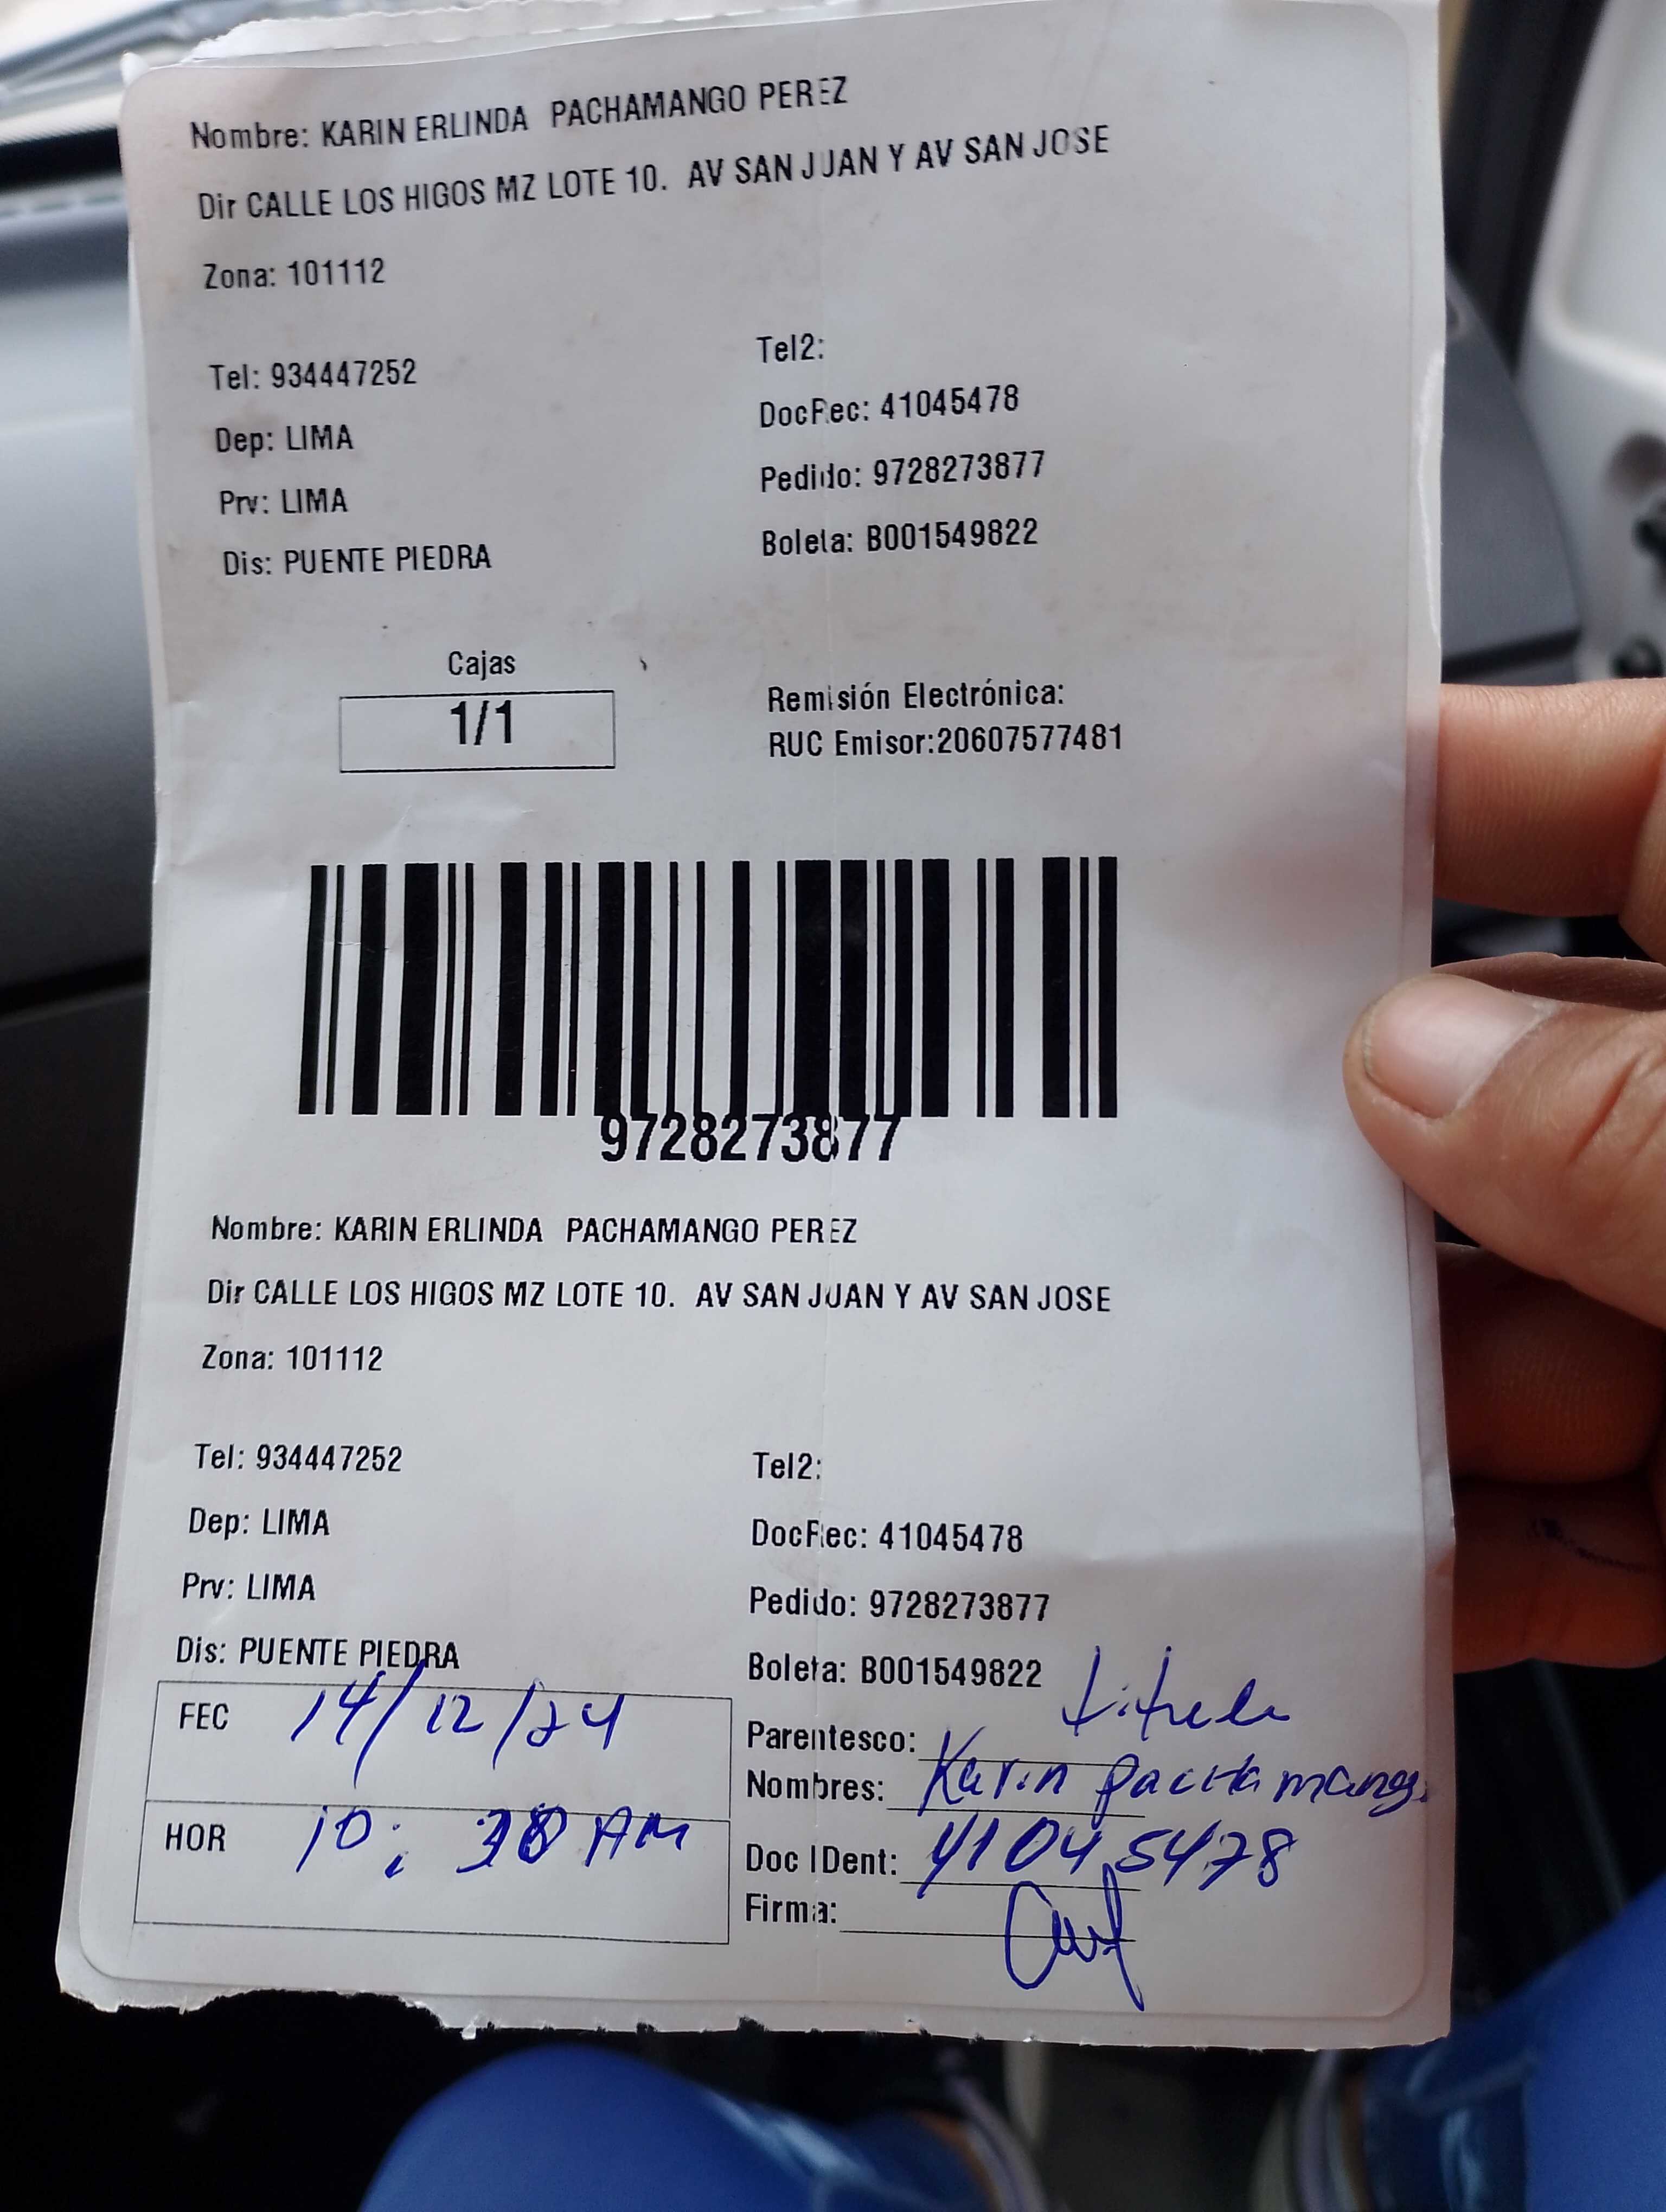 Nombre: KARIN ERLINDA PACHAMANGO PEREZ
Dir CALLE LOS HIGOS MZ LOTE 10. AV SAN JUAN Y AV SAN JOSE
Zona: 101112
Tel: 934447252
Tel2:
Dep: LIMA
DocRec: 41045478
Prv: LIMA
Pedido: 9728273877
Dis: PUENTE PIEDRA
Boleta: B001549822
Cajas
1/1
Remisión Electrónica:
RUC Emisor:20607577481
9728273877
Nombre: KARIN ERLINDA PACHAMANGO PEREZ
Dir CALLE LOS HIGOS MZ LOTE 10. AV SAN JUAN Y AV SAN JOSE
Zona: 101112
Tel: 934447252
Tel2:
Dep: LIMA
DocRec: 41045478
Prv: LIMA
Pedido: 9728273877
Dis: PUENTE PIEDRA
Boleta: B001549822
FEC 14/12/24
Parentesco:
Nombres: Karin pachamango
HOR 10: AM
Doc IDent: 41045478
Firma: